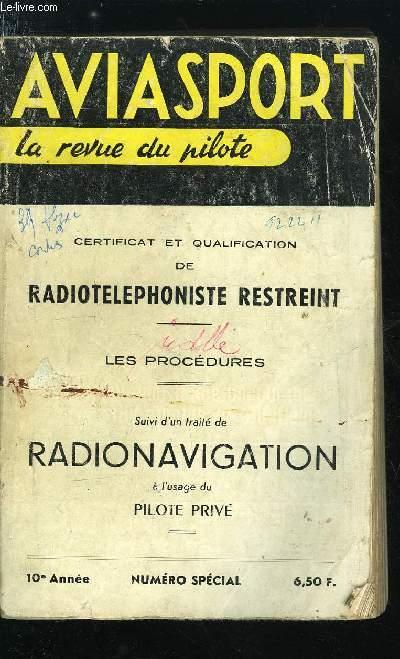 Le-livre.com
AVIASPORT
la revue du pilote
CERTIFICAT ET QUALIFICATION
DE
RADIOTELEPHONISTE RESTREINT
LES PROCÉDURES
Suivi d'un traité de
RADIONAVIGATION
à l'usage du
PILOTE PRIVÉ
10e Année NUMÉRO SPÉCIAL 6,50 F.